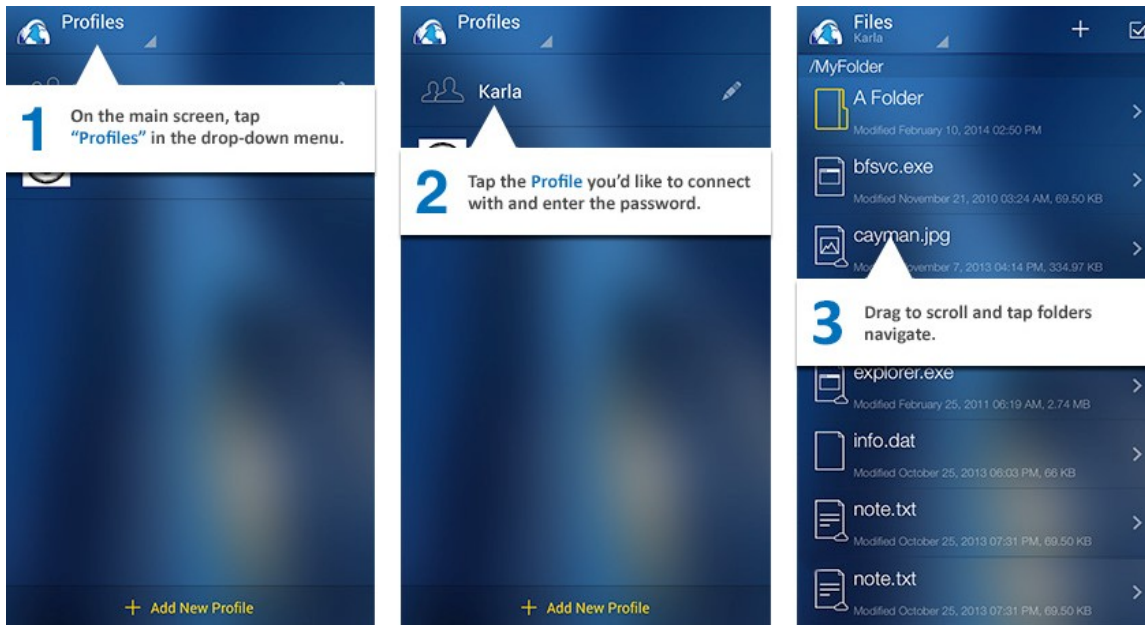 Profiles
1
On the main screen, tap
“Profiles” in the drop-down menu.
+ Add New Profile
Profiles
Karla
2
Tap the Profile you’d like to connect
with and enter the password.
+ Add New Profile
Files
Karla
/MyFolder
A Folder
Modified February 10, 2014 02:50 PM
bfsvc.exe
Modified November 21, 2010 03:24 AM, 69.50 KB
cayman.jpg
November 7, 2013 04:14 PM, 334.97 KB
3
Drag to scroll and tap folders
navigate.
explorer.exe
Modified February 25, 2011 06:19 AM, 2.74 MB
info.dat
Modified October 25, 2013 06:03 PM, 66 KB
note.txt
Modified October 25, 2013 07:31 PM, 69.50 KB
note.txt
Modified October 25, 2013 07:31 PM, 69.50 KB